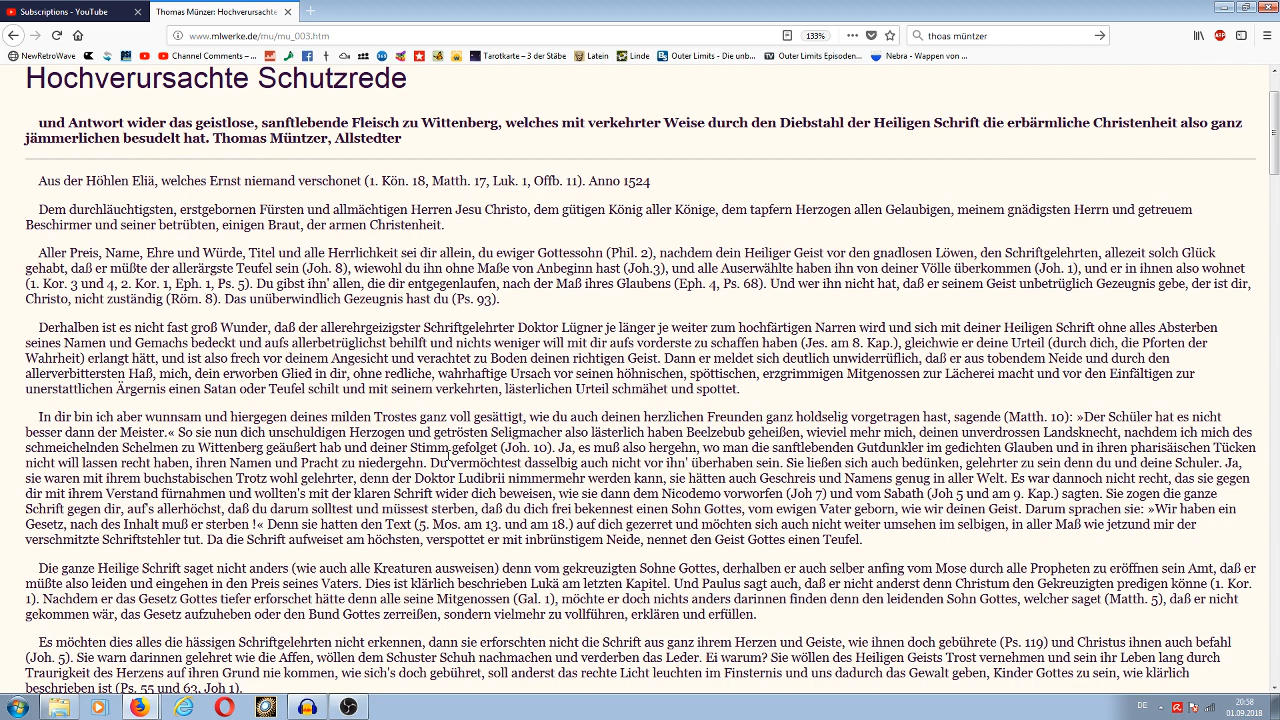 Subscriptions - YouTube
Thomas Münzer: Hochverursachte
www.mlwerke.de/mu/mu_003.htm
133%
thoas müntzer
NewRetroWave
Channel Comments –...
Tarotkarte – 3 der Stäbe
Latein
Linde
Outer Limits - Die unb...
Outer Limits Episoden...
Nebra - Wappen von ...
Hochverursachte Schutzrede
und Antwort wider das geistlose, sanftlebende Fleisch zu Wittenberg, welches mit verkehrter Weise durch den Diebstahl der Heiligen Schrift die erbärmliche Christenheit also ganz
jämmerlichen besudelt hat. Thomas Müntzer, Allstedter
Aus der Höhlen Eliä, welches Ernst niemand verschonet (1. Kön. 18, Matth. 17, Luk. 1, Offb. 11). Anno 1524
Dem durchläuchtigsten, erstgebornen Fürsten und allmächtigen Herren Jesu Christo, dem gütigen König aller Könige, dem tapfern Herzogen allen Gelaubigen, meinem gnädigsten Herrn und getreuem
Beschirmer und seiner betrübten, einigen Braut, der armen Christenheit.
Aller Preis, Name, Ehre und Würde, Titel und alle Herrlichkeit sei dir allein, du ewiger Gottessohn (Phil. 2), nachdem dein Heiliger Geist vor den gnadlosen Löwen, den Schriftgelehrten, allezeit solch Glück
gehabt, daß er müßte der allerärgste Teufel sein (Joh. 8), wiewohl du ihn ohne Maße von Anbeginn hast (Joh.3), und alle Auserwählte haben ihn von deiner Völle überkommen (Joh. 1), und er in ihnen also wohnet
(1. Kor. 3 und 4, 2. Kor. 1, Eph. 1, Ps. 5). Du gibst ihn' allen, die dir entgegenlaufen, nach der Maß ihres Glaubens (Eph. 4, Ps. 68). Und wer ihn nicht hat, daß er seinem Geist unbetrüglich Gezeugnis gebe, der ist dir,
Christo, nicht zuständig (Röm. 8). Das unüberwindlich Gezeugnis hast du (Ps. 93).
Derhalben ist es nicht fast groß Wunder, daß der allerehrgeizigster Schriftgelehrter Doktor Lügner je länger je weiter zum hochfärtigen Narren wird und sich mit deiner Heiligen Schrift ohne alles Absterben
seines Namen und Gemachs bedeckt und aufs allerbetrüglichst behilft und nichts weniger will mit dir aufs vorderste zu schaffen haben (Jes. am 8. Kap.), gleichwie er deine Urteil (durch dich, die Pforten der
Wahrheit) erlangt hätt, und ist also frech vor deinem Angesicht und verachtet zu Boden deinen richtigen Geist. Dann er meldet sich deutlich unwiderrüflich, daß er aus tobendem Neide und durch den
allerverbittersten Haß, mich, dein erworben Glied in dir, ohne redliche, wahrhaftige Ursach vor seinen höhnischen, spöttischen, erzgrimmigen Mitgenossen zur Lächerei macht und vor den Einfältigen zur
unerstattlichen Ärgernis einen Satan oder Teufel schilt und mit seinem verkehrten, lästerlichen Urteil schmähet und spottet.
In dir bin ich aber wunnsam und hiergegen deines milden Trostes ganz voll gesättigt, wie du auch deinen herzlichen Freunden ganz holdselig vorgetragen hast, sagende (Matth. 10): »Der Schüler hat es nicht
besser dann der Meister.« So sie nun dich unschuldigen Herzogen und getrösten Seligmacher also lästerlich haben Beelzebub geheißen, wieviel mehr mich, deinen unverdrossen Landsknecht, nachdem ich mich des
schmeichelnden Schelmen zu Wittenberg geäußert hab und deiner Stimm gefolget (Joh. 10). Ja, es muß also hergehn, wo man die sanftlebenden Gutdunkler im gedichten Glauben und in ihren pharisäischen Tücken
nicht will lassen recht haben, ihren Namen und Pracht zu niedergehn. Du vermöchtest dasselbig auch nicht vor ihn' überhaben sein. Sie ließen sich auch bedünken, gelehrter zu sein denn du und deine Schuler. Ja,
sie waren mit ihrem buchstabischen Trotz wohl gelehrter, denn der Doktor Ludibrii nimmermehr werden kann, sie hätten auch Geschreis und Namens genug in aller Welt. Es war dannoch nicht recht, das sie gegen
dir mit ihrem Verstand fürnahmen und wollten's mit der klaren Schrift wider dich beweisen, wie sie dann dem Nicodemo vorworfen (Joh 7) und vom Sabath (Joh 5 und am 9. Kap.) sagten. Sie zogen die ganze
Schrift gegen dir, auf's allerhöchst, daß du darum solltest und müssest sterben, daß du dich frei bekennest einen Sohn Gottes, vom ewigen Vater geborn, wie wir deinen Geist. Darum sprachen sie: »Wir haben ein
Gesetz, nach des Inhalt muß er sterben !« Denn sie hatten den Text (5. Mos. am 13. und am 18.) auf dich gezerret und möchten sich auch nicht weiter umsehen im selbigen, in aller Maß wie jetzund mir der
verschmitzte Schriftstehler tut. Da die Schrift aufweiset am höchsten, verspottet er mit inbrünstigem Neide, nennet den Geist Gottes einen Teufel.
Die ganze Heilige Schrift saget nicht anders (wie auch alle Kreaturen ausweisen) denn vom gekreuzigten Sohne Gottes, derhalben er auch selber anfing vom Mose durch alle Propheten zu eröffnen sein Amt, daß er
müßte also leiden und eingehen in den Preis seines Vaters. Dies ist klärlich beschrieben Lukä am letzten Kapitel. Und Paulus sagt auch, daß er nicht anderst denn Christum den Gekreuzigten predigen könne (1. Kor.
1). Nachdem er das Gesetz Gottes tiefer erforschet hätte denn alle seine Mitgenossen (Gal. 1), möchte er doch nichts anders darinnen finden denn den leidenden Sohn Gottes, welcher saget (Matth. 5), daß er nicht
gekommen wär, das Gesetz aufzuheben oder den Bund Gottes zerreißen, sondern vielmehr zu vollführen, erklären und erfüllen.
Es möchten dies alles die hässigen Schriftgelehrten nicht erkennen, dann sie erforschten nicht die Schrift aus ganz ihrem Herzen und Geiste, wie ihnen doch gebührete (Ps. 119) und Christus ihnen auch befahl
(Joh. 5). Sie warn darinnen gelehret wie die Affen, wöllen dem Schuster Schuh nachmachen und verderben das Leder. Ei warum? Sie wöllen des Heiligen Geists Trost vernehmen und sein ihr Leben lang durch
Traurigkeit des Herzens auf ihren Grund nie komen, wie sich's doch gebühret, soll anderst das rechte Licht leuchten im Finsternis und uns dadurch das Gewalt geben, Kinder Gottes zu sein, wie klärlich
beschrieben ist (Ps. 55 und 63, Joh 1).
DE
20:58
01.09.2018